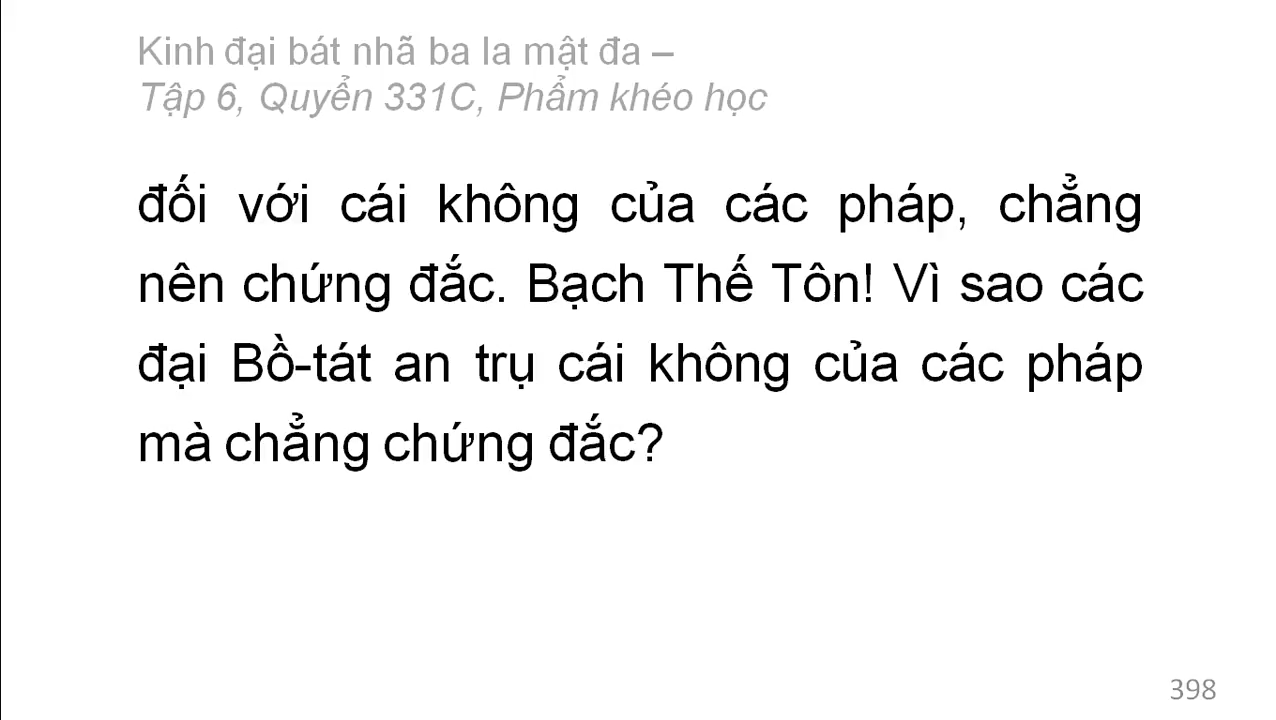 Kinh đại bát nhã ba la mật đa –
Tập 6, Quyển 331C, Phẩm khéo học
đối với cái không của các pháp, chẳng
nên chứng đắc. Bạch Thế Tôn! Vì sao các
đại Bồ-tát an trụ cái không của các pháp
mà chẳng chứng đắc?
398